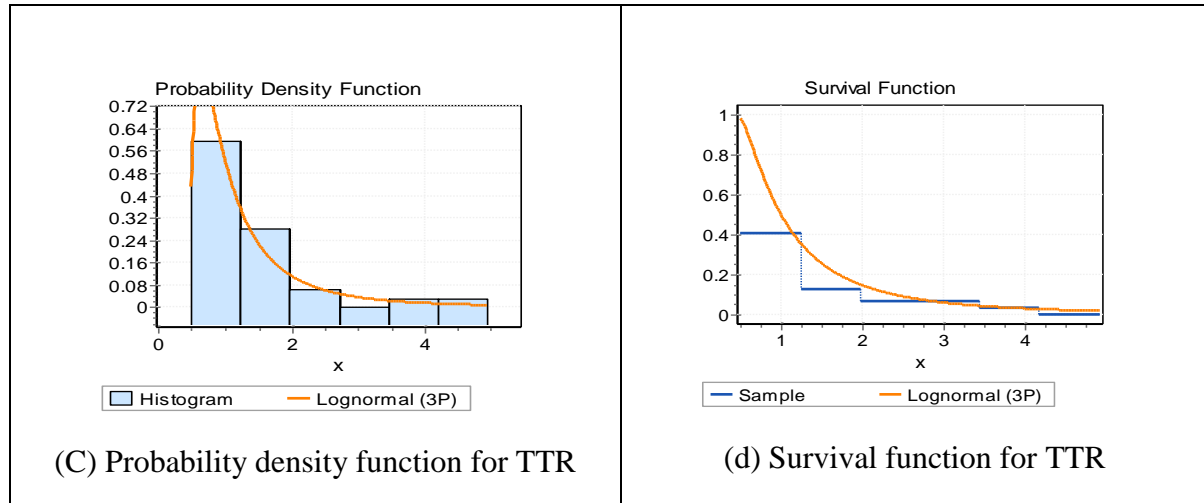 Probability Density Function
0.72
0.64
0.56
0.48
0.4
0.32
0.24
0.16
0.08
0
0 2 4
x
Histogram Lognormal (3P)
(C) Probability density function for TTR
Survival Function
1
0.8
0.6
0.4
0.2
0
1 2 3 4
x
Sample Lognormal (3P)
(d) Survival function for TTR